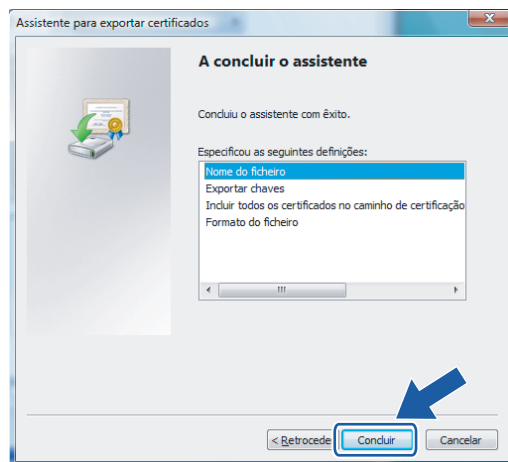 Assistente para exportar certificados
A concluir o assistente
Concluiu o assistente com êxito.
Especificou as seguintes definições:
Nome do ficheiro
Exportar chaves
Incluir todos os certificados no caminho de certificação
Formato do ficheiro
< Retrocede
Concluir
Cancelar